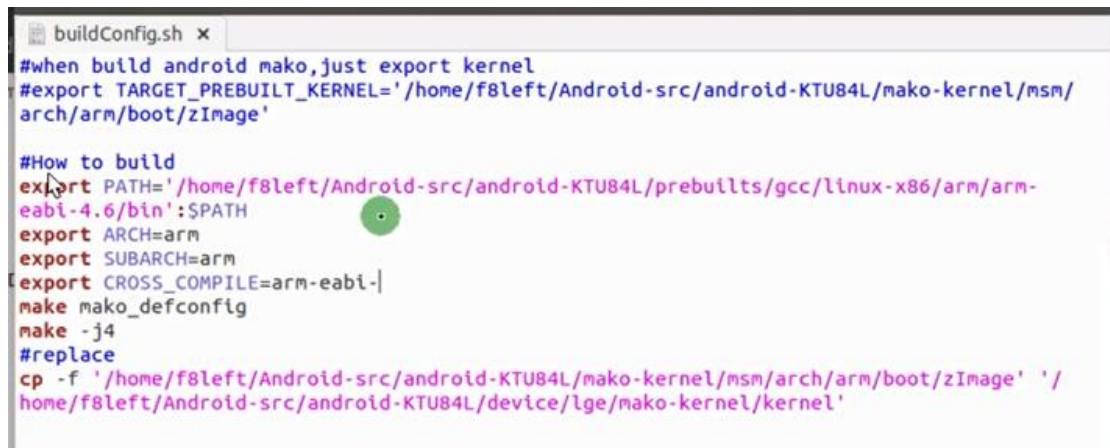 buildConfig.sh ×
#when build android mako,just export kernel
#export TARGET_PREBUILT_KERNEL='/home/f8left/Android-src/android-KTU84L/mako-kernel/msm/
arch/arm/boot/zImage'
#How to build
export PATH='/home/f8left/Android-src/android-KTU84L/prebuilts/gcc/linux-x86/arm/arm-
eabi-4.6/bin':$PATH
export ARCH=arm
export SUBARCH=arm
export CROSS_COMPILE=arm-eabi-
make mako_defconfig
make -j4
#replace
cp -f '/home/f8left/Android-src/android-KTU84L/mako-kernel/msm/arch/arm/boot/zImage' '/
home/f8left/Android-src/android-KTU84L/device/lge/mako-kernel/kernel'